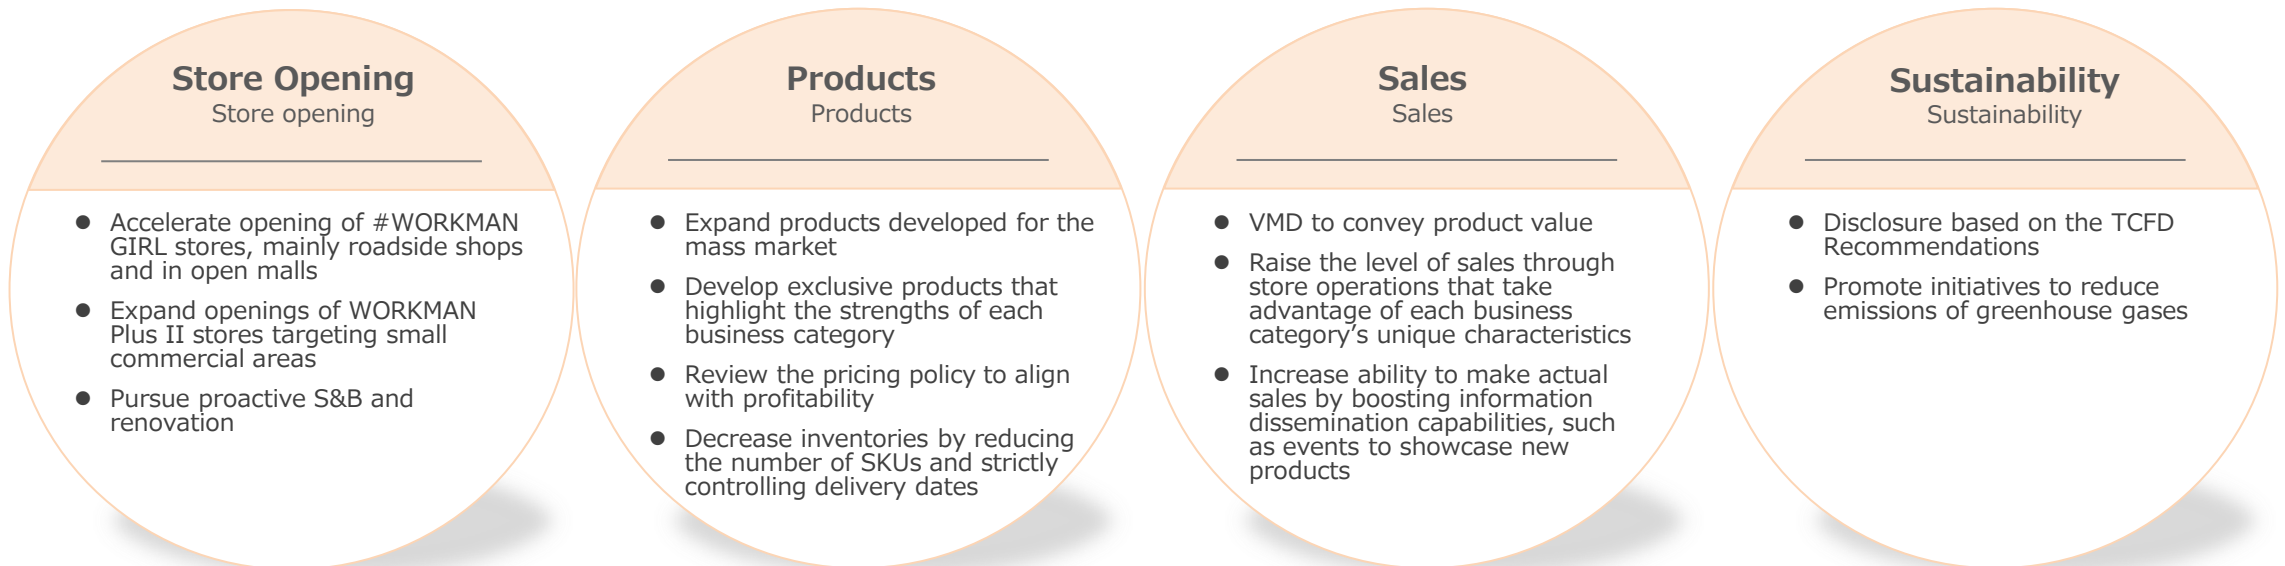 Store Opening
Store opening
● Accelerate opening of #WORKMAN
GIRL stores, mainly roadside shops
and in open malls
● Expand openings of WORKMAN
Plus II stores targeting small
commercial areas
● Pursue proactive S&B and
renovation
Products
Products
● Expand products developed for the
mass market
● Develop exclusive products that
highlight the strengths of each
business category
● Review the pricing policy to align
with profitability
● Decrease inventories by reducing
the number of SKUs and strictly
controlling delivery dates
Sales
Sales
● VMD to convey product value
● Raise the level of sales through
store operations that take
advantage of each business
category’s unique characteristics
● Increase ability to make actual
sales by boosting information
dissemination capabilities, such
as events to showcase new
products
Sustainability
Sustainability
● Disclosure based on the TCFD
Recommendations
● Promote initiatives to reduce
emissions of greenhouse gases